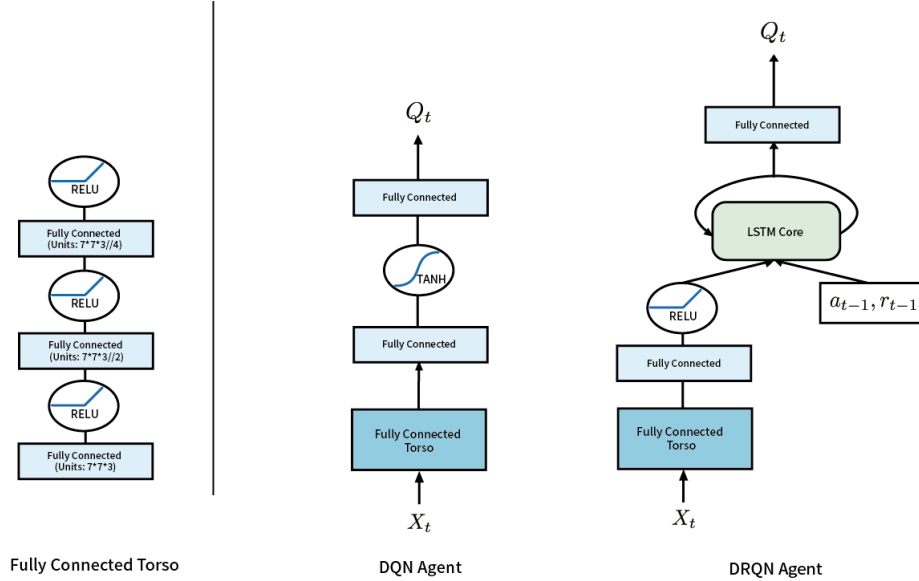 RELU
Fully Connected
(Units: 7*7*3//4)
RELU
Fully Connected
(Units: 7*7*3//2)
RELU
Fully Connected
(Units: 7*7*3)
Fully Connected Torso
Q_t
Fully Connected
TANH
Fully Connected
Fully Connected
Torso
X_t
DQN Agent
Q_t
Fully Connected
LSTM Core
a_{t-1}, r_{t-1}
RELU
Fully Connected
Fully Connected
Torso
X_t
DRQN Agent